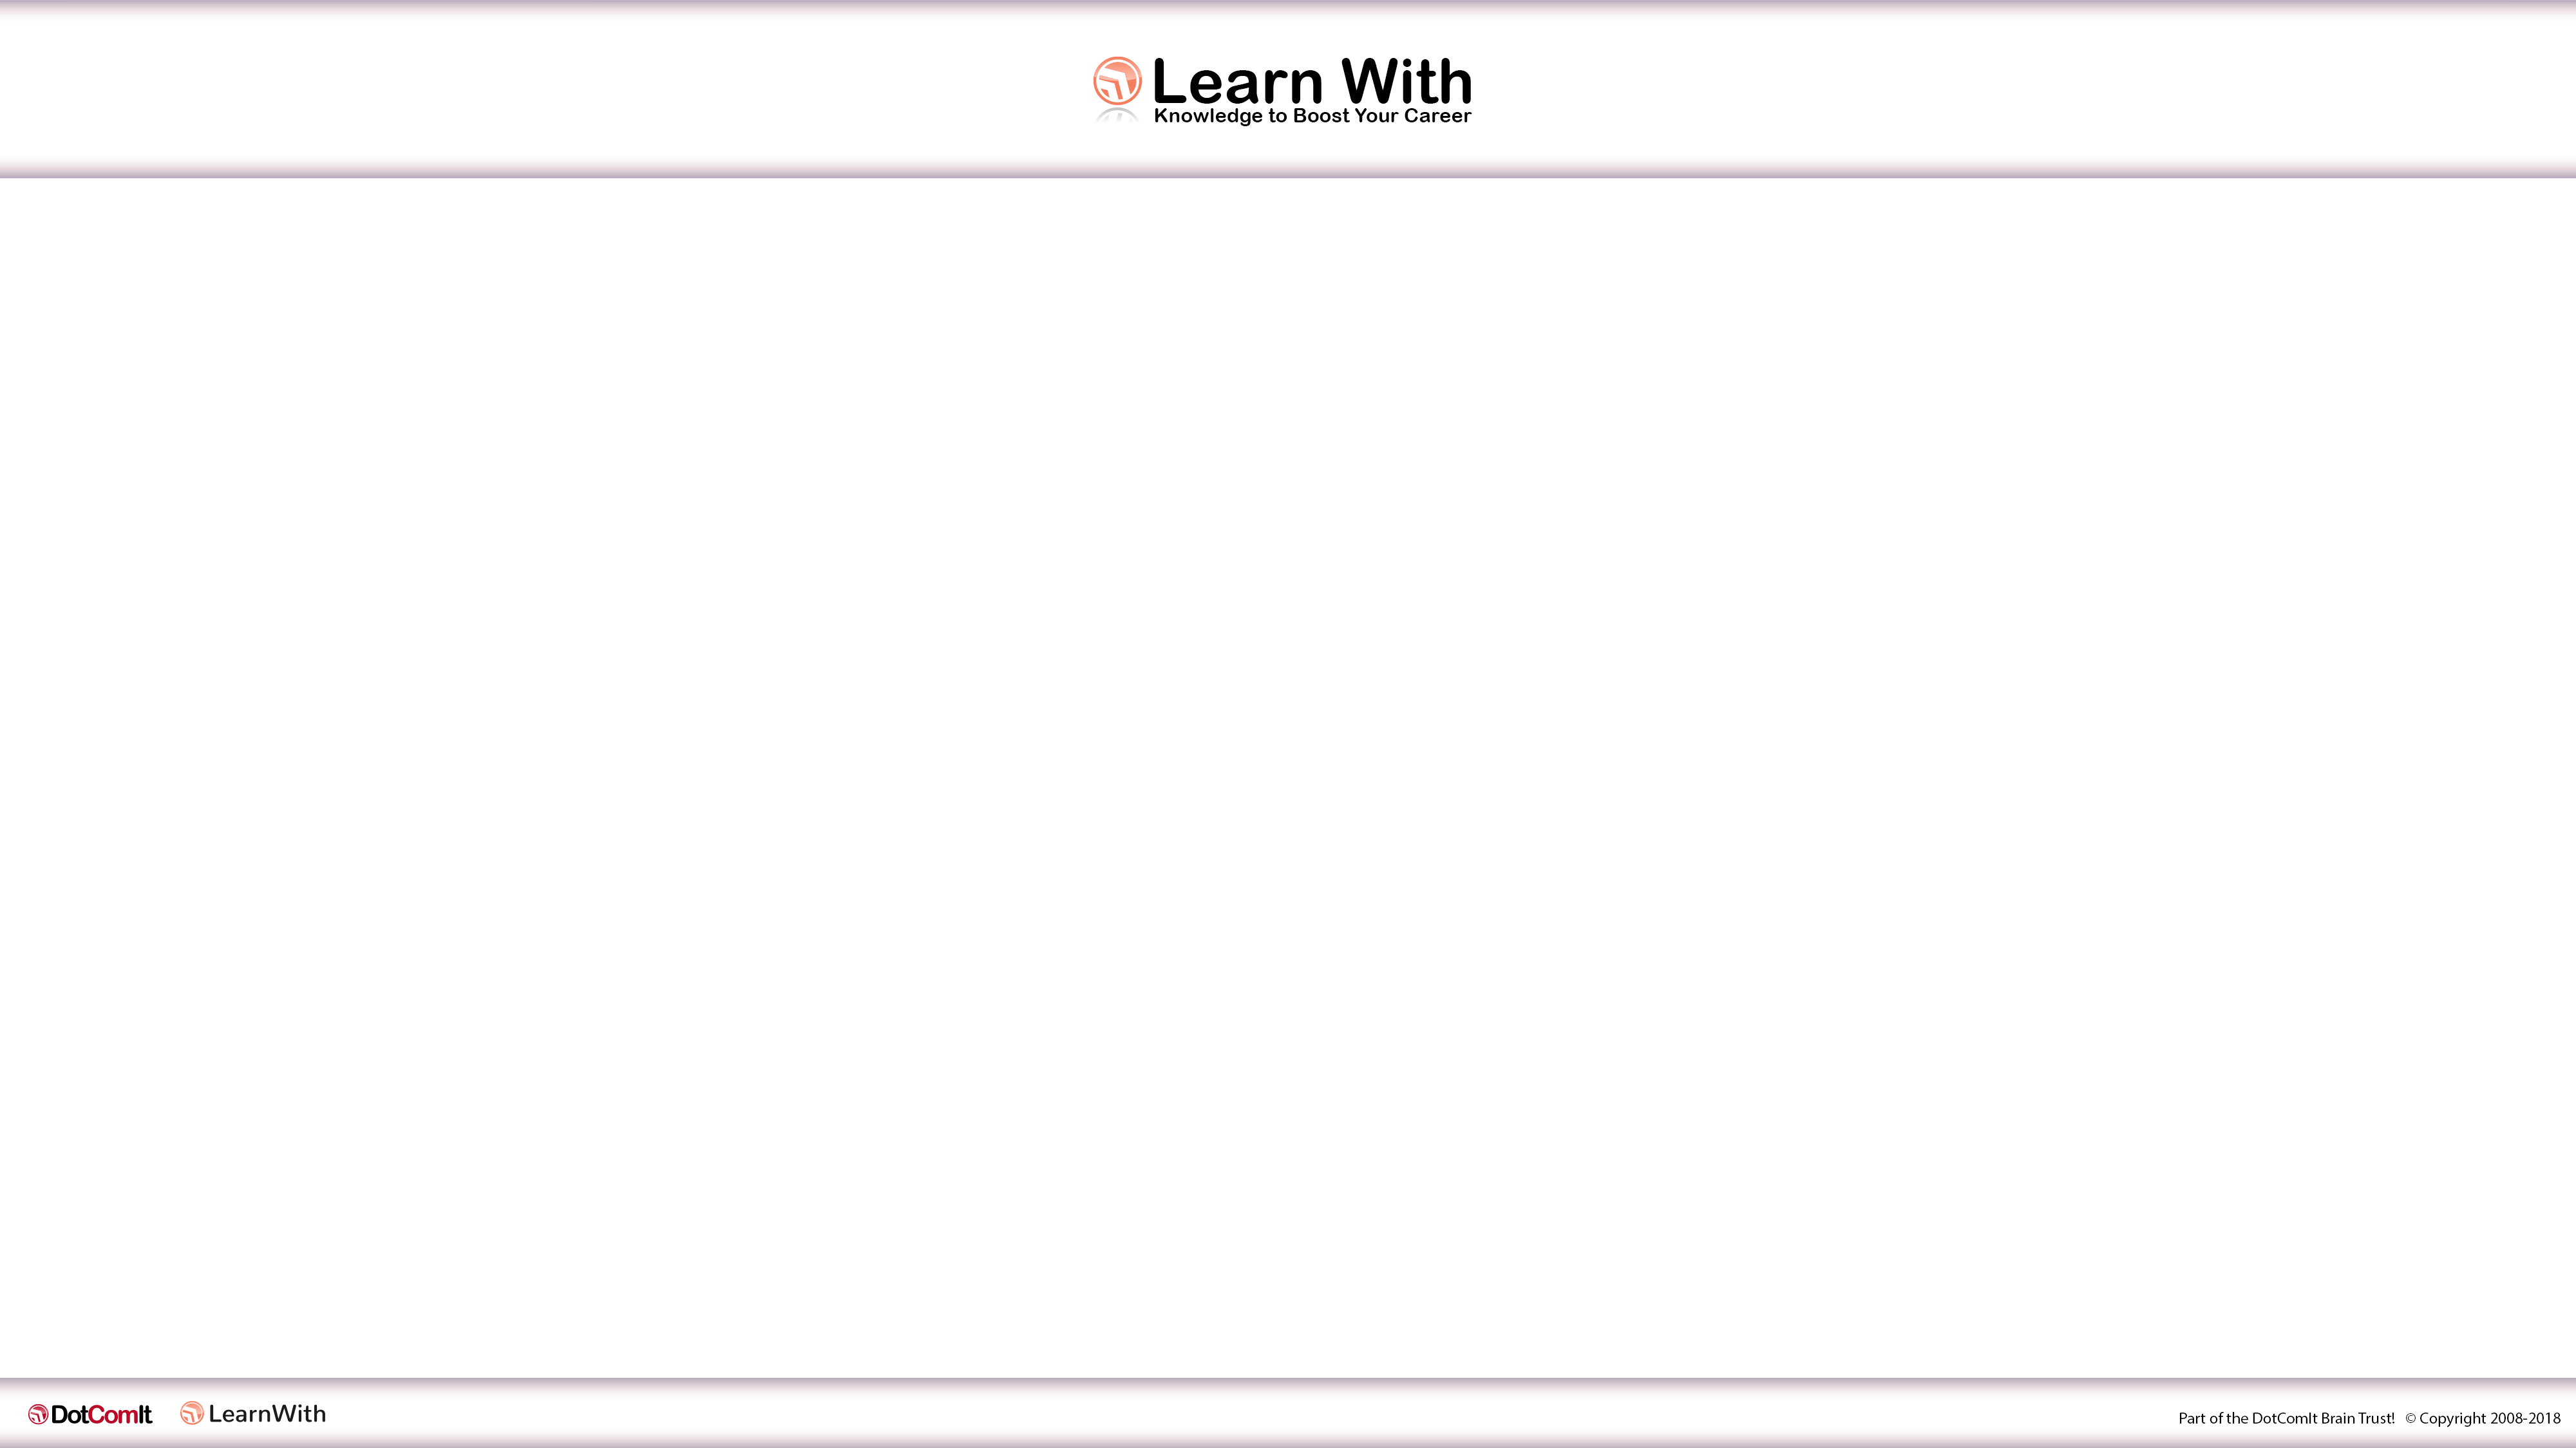 Learn With
Knowledge to Boost Your Career
DotComIt LearnWith
Part of the DotComIt Brain Trust! © Copyright 2008-2018